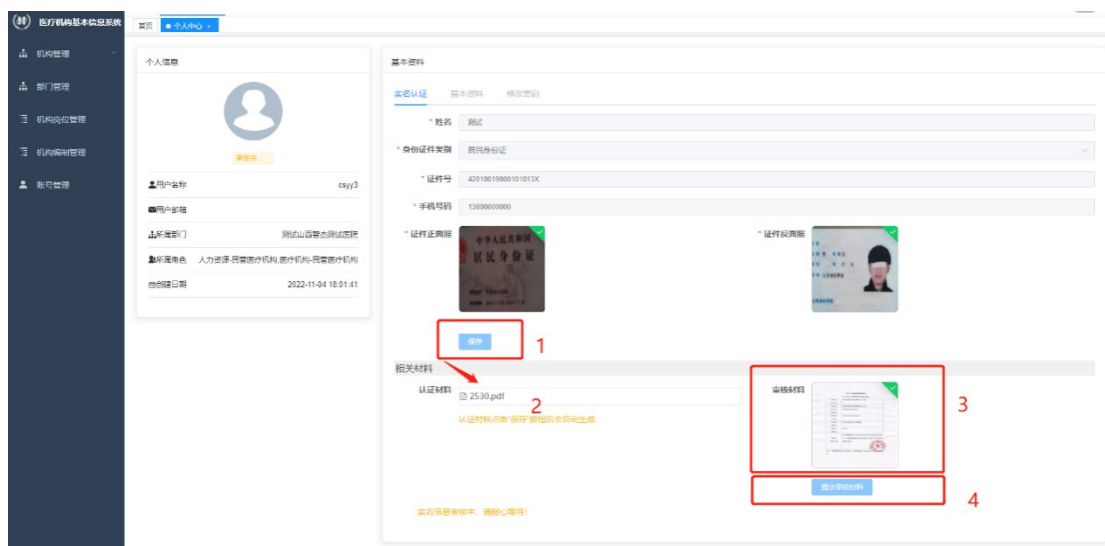 医疗机构基本信息系统
首页 个人中心 ×
机构管理
部门管理
机构岗位管理
机构编制管理
账号管理
个人信息
审核中...
用户名称 csyy3
用户邮箱
所属部门 测试山西智杰测试医院
所属角色 人力资源-民营医疗机构,医疗机构-民营医疗机构
创建日期 2022-11-04 18:01:41
基本资料
实名认证 基本资料 修改密码
* 姓名 测试
* 身份证件类别 居民身份证
* 证件号 42010019800101013X
* 手机号码 13800000000
* 证件正面照
中华人民共和国
居民身份证
* 证件反面照
保存
1
相关材料
认证材料 2530.pdf
2
认证材料点击"保存"按钮后会自动生成
审核材料
3
提交审核材料
4
实名信息审核中，请耐心等待!